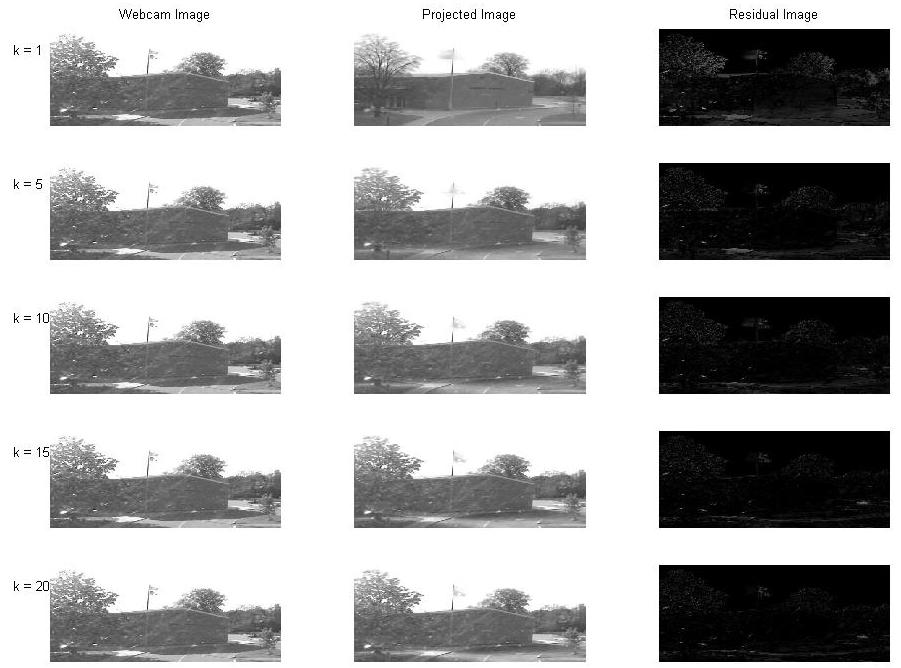 Webcam Image Projected Image Residual Image
k = 1
k = 5
k = 10
k = 15
k = 20